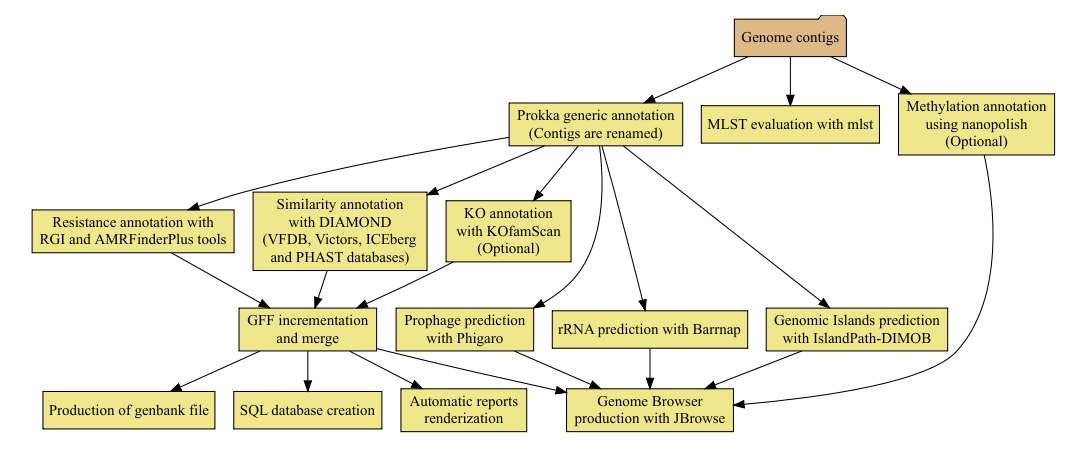 Genome contigs
Prokka generic annotation
(Contigs are renamed)
MLST evaluation with mlst
Methylation annotation
using nanopolish
(Optional)
Resistance annotation with
RGI and AMRFinderPlus tools
Similarity annotation
with DIAMOND
(VFDB, Victors, ICEberg
and PHAST databases)
KO annotation
with KOfamScan
(Optional)
GFF incrementation
and merge
Prophage prediction
with Phigaro
rRNA prediction with Barrnap
Genomic Islands prediction
with IslandPath-DIMOB
Production of genbank file
SQL database creation
Automatic reports
renderization
Genome Browser
production with JBrowse